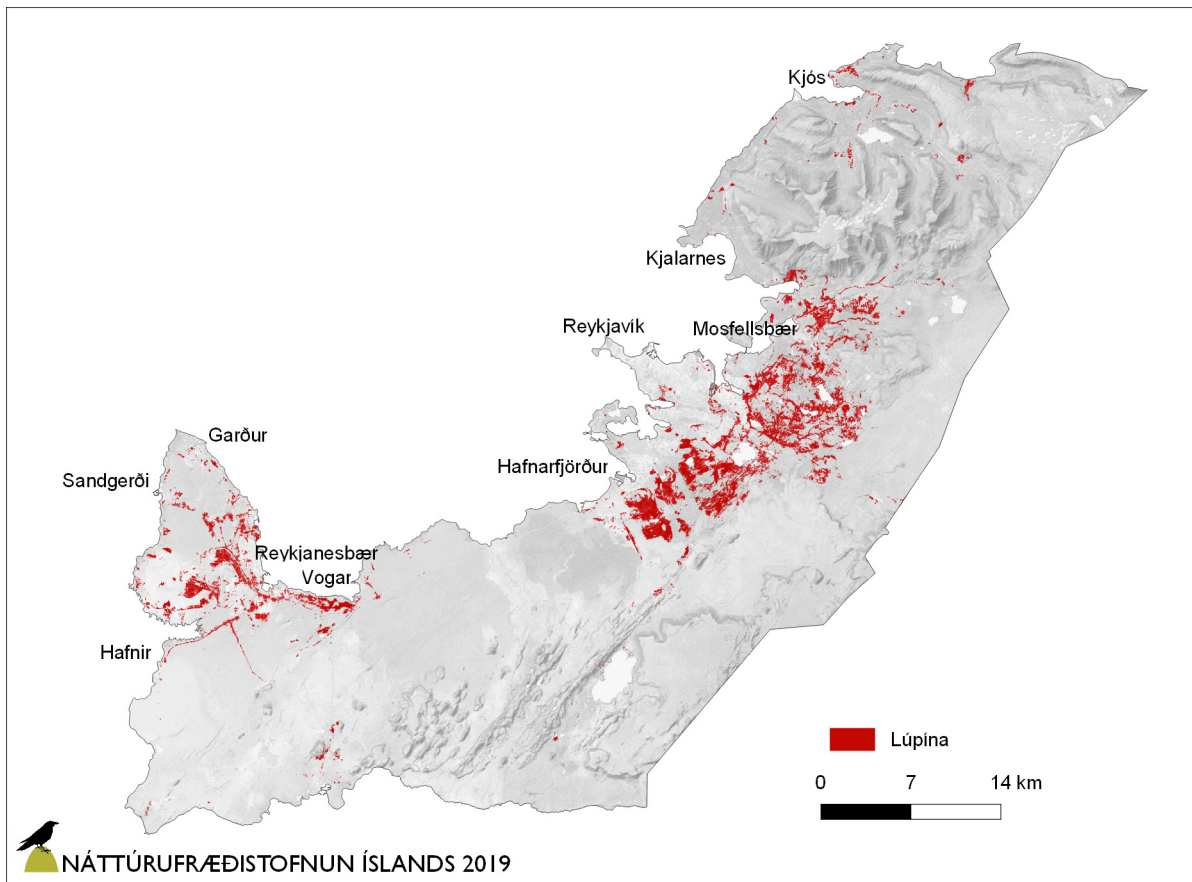 Kjós
Kjalarnes
Reykjavík
Mosfellsbær
Garður
Hafnarfjörður
Sandgerði
Reykjanesbær
Vogar
Hafnir
Lúpína
0 7 14 km
NÁTTÚRUFRÆÐISTOFNUN ÍSLANDS 2019